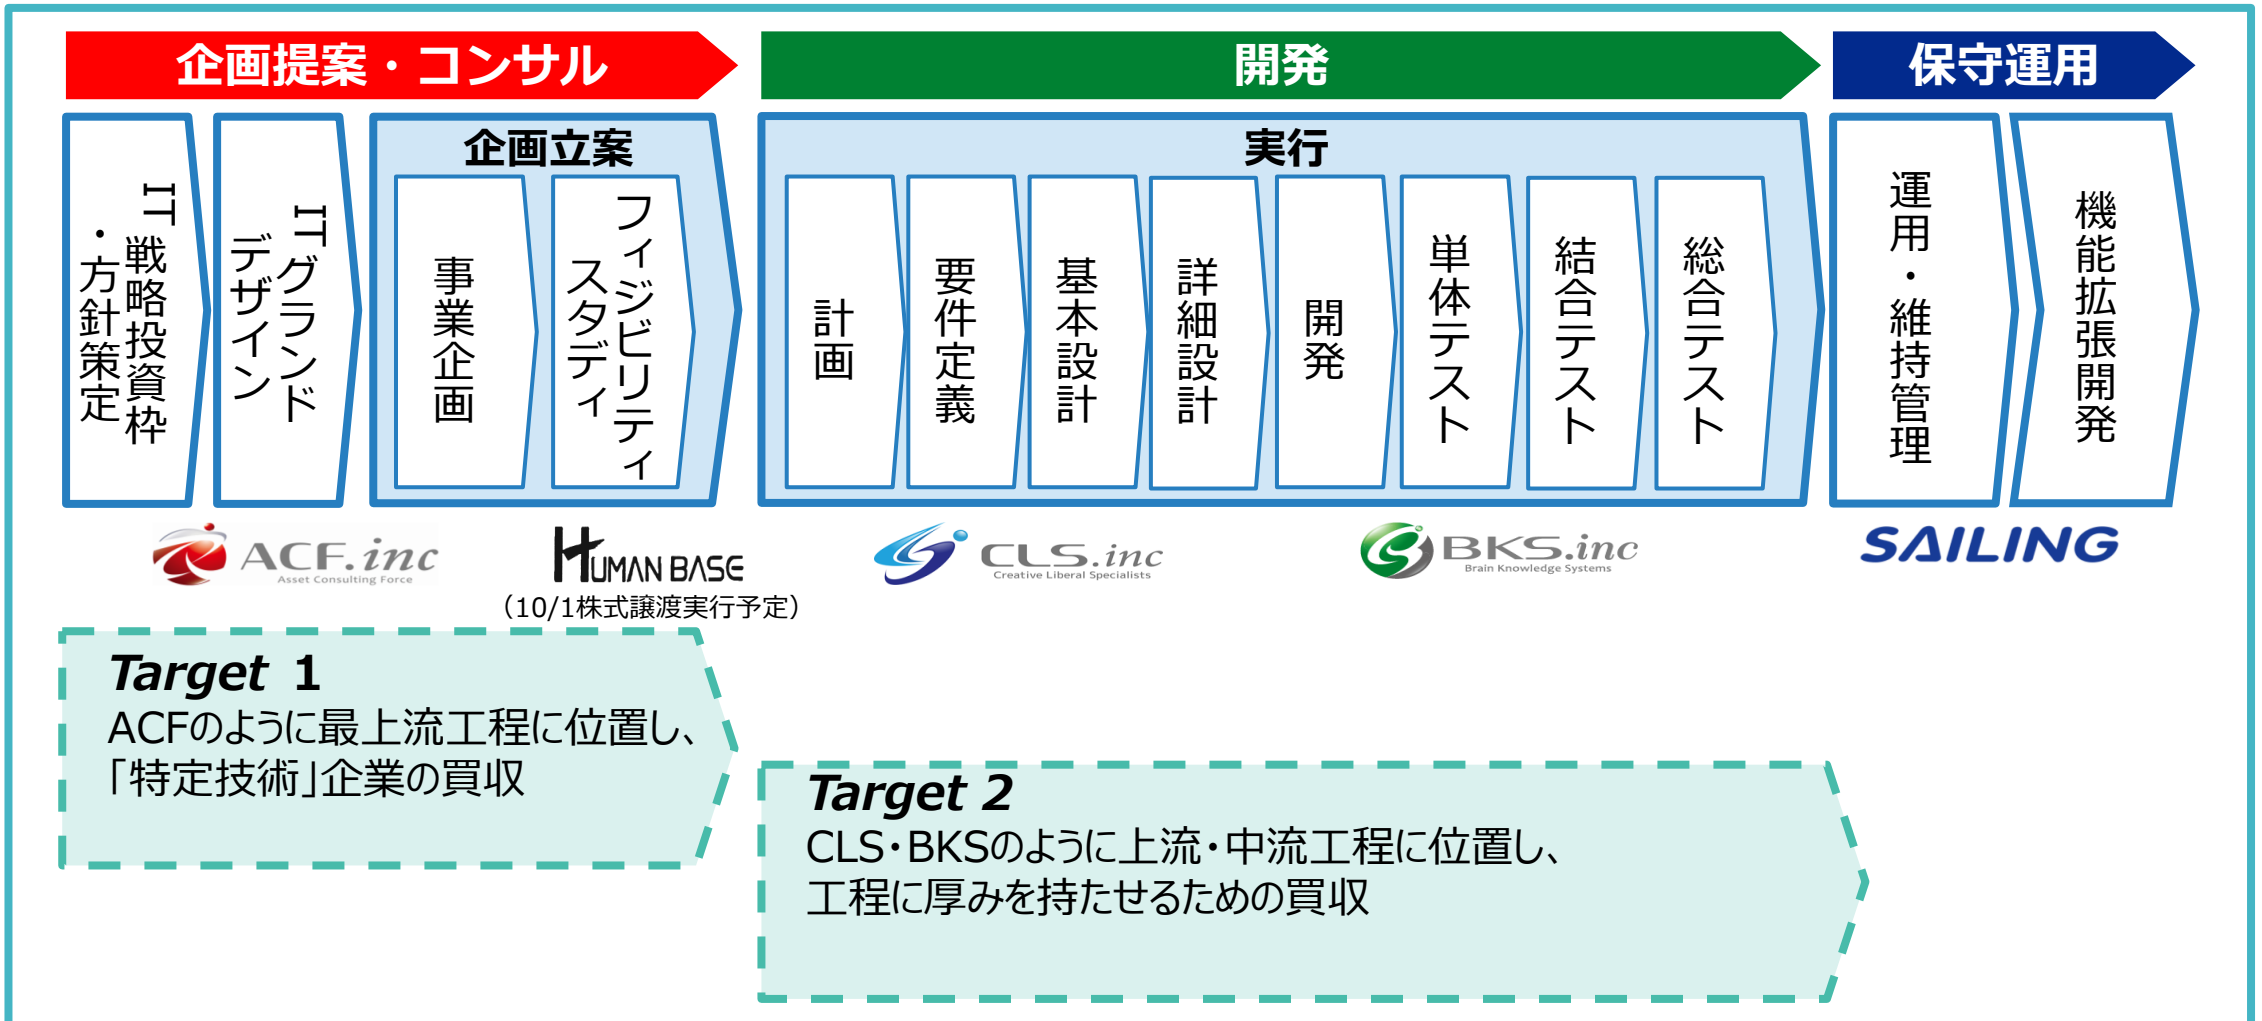 企画提案・コンサル
開発
保守運用
IT戦略投資枠
・方針策定
ITグランド
デザイン
企画立案
事業企画
フィジビリティ
スタディ
実行
計画
要件定義
基本設計
詳細設計
開発
単体テスト
結合テスト
総合テスト
運用・維持管理
機能拡張開発
ACF.inc
Asset Consulting Force
HUMAN BASE
（10/1株式譲渡実行予定）
CLS.inc
Creative Liberal Specialists
BKS.inc
Brain Knowledge Systems
SAILING
Target 1
ACFのように最上流工程に位置し、
「特定技術」企業の買収
Target 2
CLS・BKSのように上流・中流工程に位置し、
工程に厚みを持たせるための買収